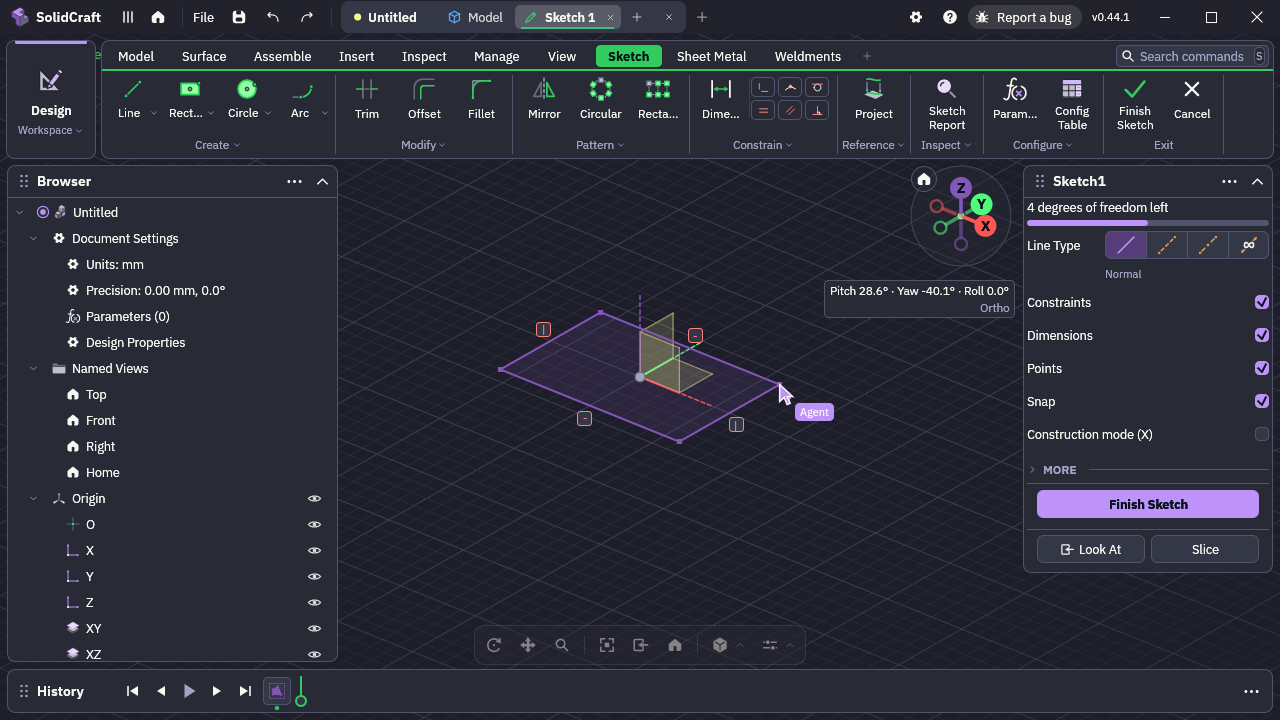 SolidCraft
File
Untitled
Model
Sketch 1
Report a bug
v0.44.1
Design
Workspace
Model
Surface
Assemble
Insert
Inspect
Manage
View
Sketch
Sheet Metal
Weldments
Search commands
S
Line
Rect...
Circle
Arc
Create
Trim
Offset
Fillet
Modify
Mirror
Circular
Recta...
Pattern
Dime...
Constrain
Project
Reference
Sketch Report
Inspect
Param...
Config Table
Configure
Finish Sketch
Cancel
Exit
Browser
Untitled
Document Settings
Units: mm
Precision: 0.00 mm, 0.0°
Parameters (0)
Design Properties
Named Views
Top
Front
Right
Home
Origin
O
X
Y
Z
XY
XZ
Z
Y
X
Pitch 28.6° · Yaw -40.1° · Roll 0.0°
Ortho
Agent
Sketch1
4 degrees of freedom left
Line Type
Normal
Constraints
Dimensions
Points
Snap
Construction mode (X)
MORE
Finish Sketch
Look At
Slice
History